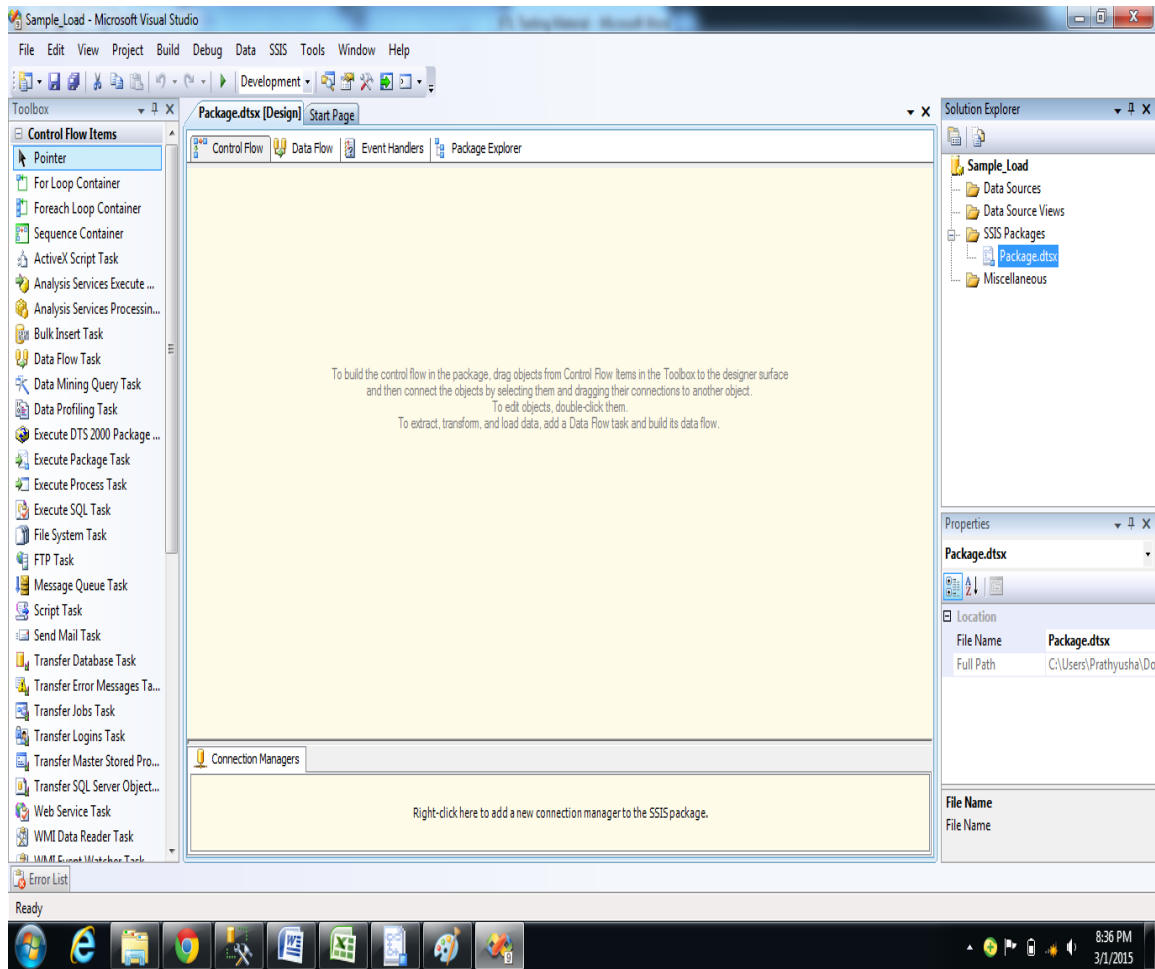 Sample_Load - Microsoft Visual Studio
File Edit View Project Build Debug Data SSIS Tools Window Help
Development
Toolbox
Control Flow Items
Pointer
For Loop Container
Foreach Loop Container
Sequence Container
ActiveX Script Task
Analysis Services Execute ...
Analysis Services Processin...
Bulk Insert Task
Data Flow Task
Data Mining Query Task
Data Profiling Task
Execute DTS 2000 Package ...
Execute Package Task
Execute Process Task
Execute SQL Task
File System Task
FTP Task
Message Queue Task
Script Task
Send Mail Task
Transfer Database Task
Transfer Error Messages Ta...
Transfer Jobs Task
Transfer Logins Task
Transfer Master Stored Pro...
Transfer SQL Server Object...
Web Service Task
WMI Data Reader Task
WMI Event Watcher Task
Package.dtsx [Design] Start Page
Control Flow Data Flow Event Handlers Package Explorer
To build the control flow in the package, drag objects from Control Flow Items in the Toolbox to the designer surface
and then connect the objects by selecting them and dragging their connections to another object.
To edit objects, double-click them.
To extract, transform, and load data, add a Data Flow task and build its data flow.
Connection Managers
Right-click here to add a new connection manager to the SSIS package.
Solution Explorer
Sample_Load
Data Sources
Data Source Views
SSIS Packages
Package.dtsx
Miscellaneous
Properties
Package.dtsx
Location
File Name Package.dtsx
Full Path C:\Users\Prathyusha\Do
File Name
File Name
Error List
Ready
8:36 PM
3/1/2015